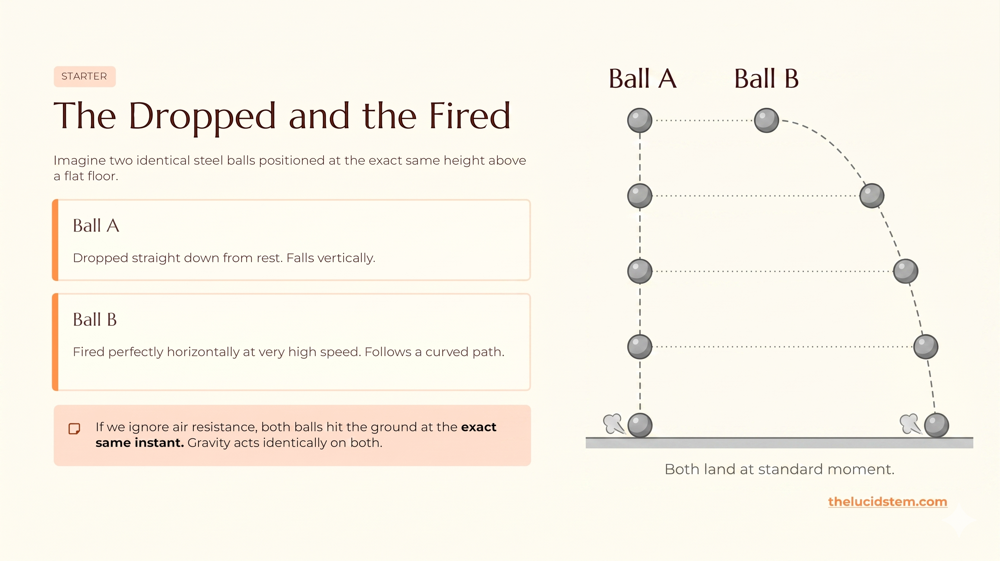 STARTER
The Dropped and the Fired
Imagine two identical steel balls positioned at the exact same height above
a flat floor.
Ball A
Dropped straight down from rest. Falls vertically.
Ball B
Fired perfectly horizontally at very high speed. Follows a curved path.
If we ignore air resistance, both balls hit the ground at the exact
same instant. Gravity acts identically on both.
Ball A
Ball B
Both land at standard moment.
thelucidstem.com